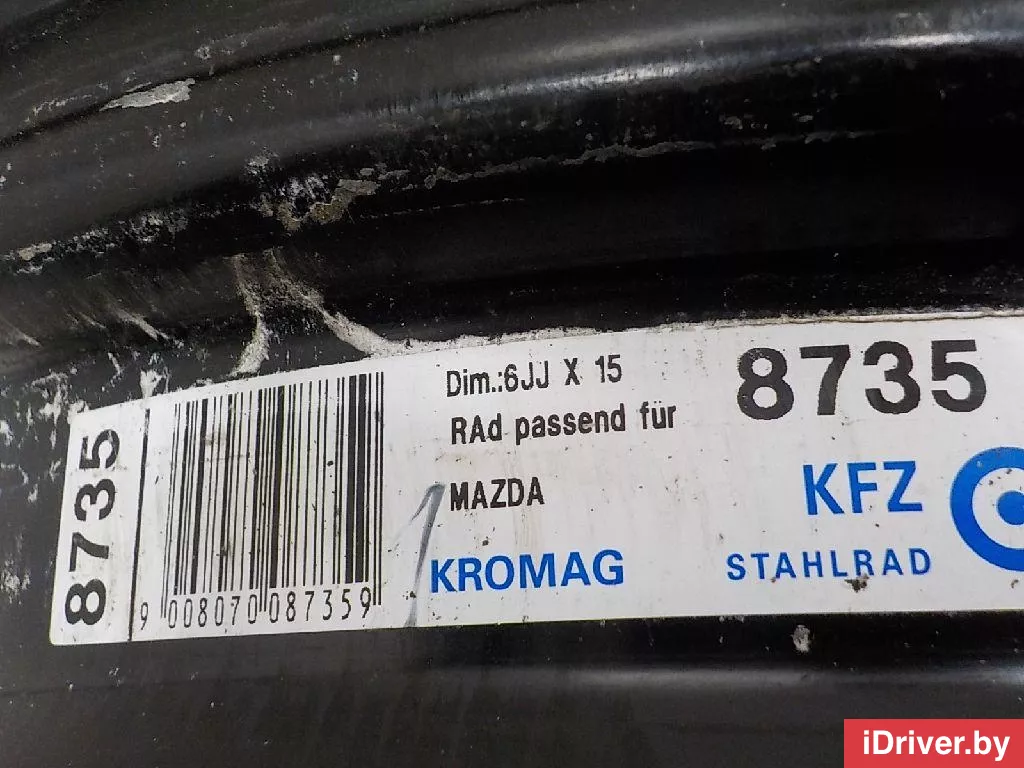 8735
9 008070 087359
Dim.:6JJ X 15
RAd passend für
MAZDA
KROMAG
8735
KFZ
STAHLRAD
iDriver.by